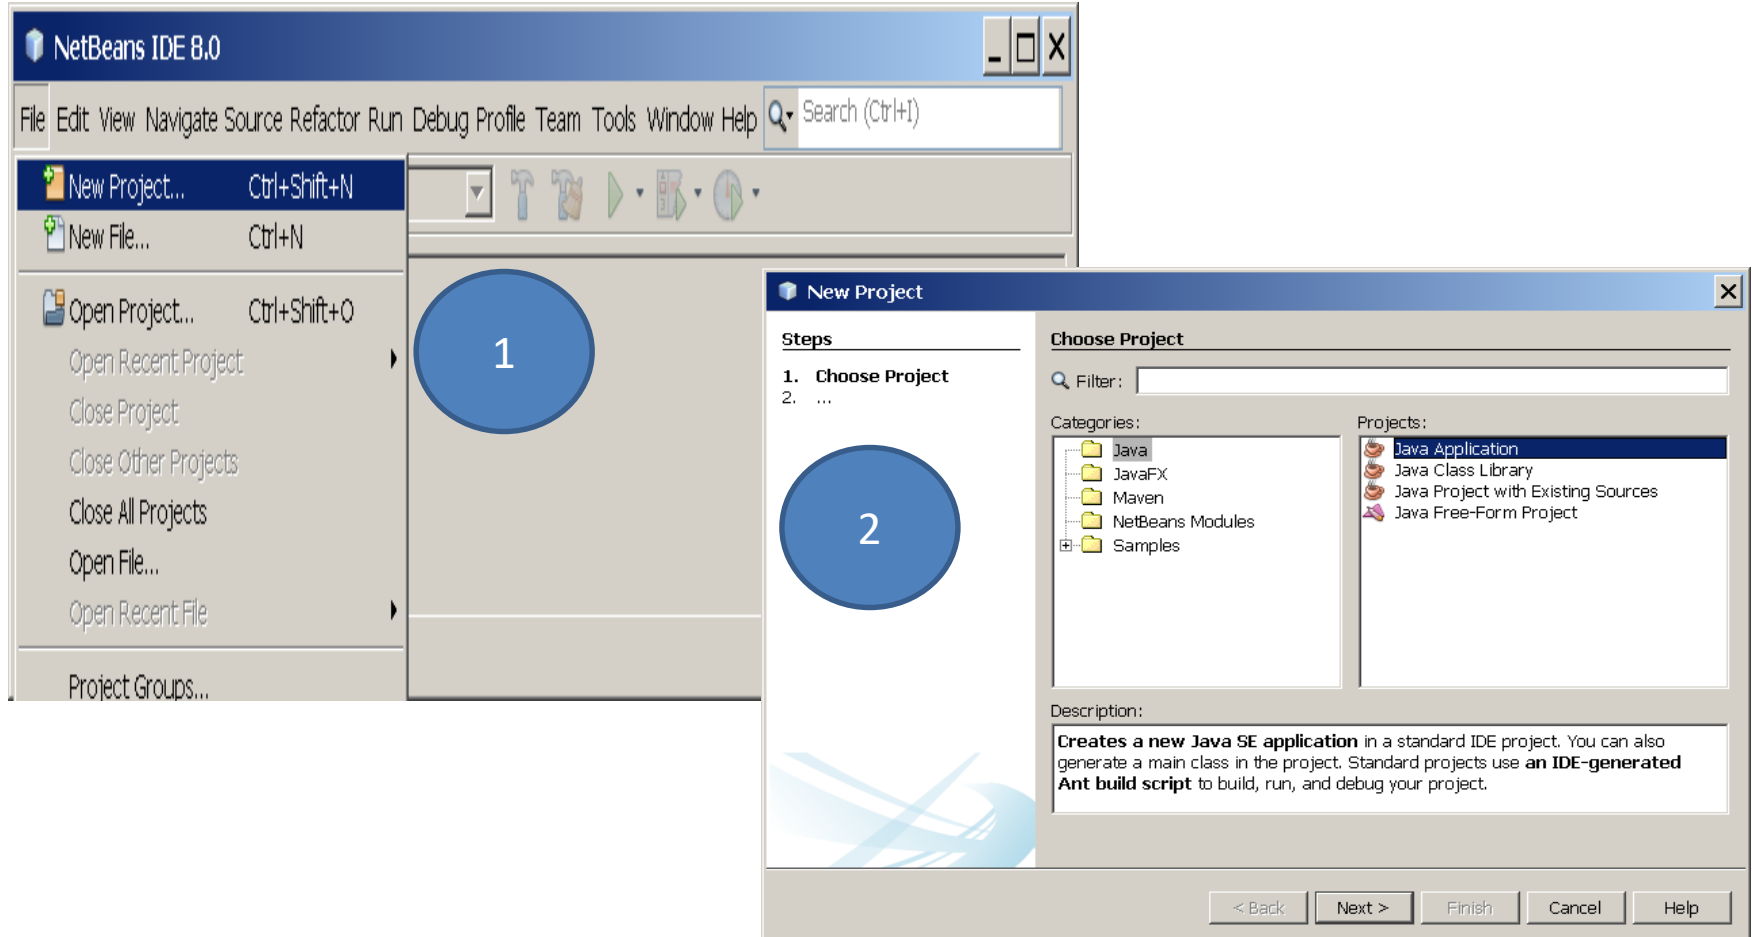 NetBeans IDE 8.0
File Edit View Navigate Source Refactor Run Debug Profile Team Tools Window Help Search (Ctrl+I)
New Project... Ctrl+Shift+N
New File... Ctrl+N
Open Project... Ctrl+Shift+O
Open Recent Project
Close Project
Close Other Projects
Close All Projects
Open File...
Open Recent File
Project Groups...
1
New Project
Steps
1. Choose Project
2. ...
2
Choose Project
Filter:
Categories:
Java
JavaFX
Maven
NetBeans Modules
Samples
Projects:
Java Application
Java Class Library
Java Project with Existing Sources
Java Free-Form Project
Description:
Creates a new Java SE application in a standard IDE project. You can also
generate a main class in the project. Standard projects use an IDE-generated
Ant build script to build, run, and debug your project.
< Back Next > Finish Cancel Help